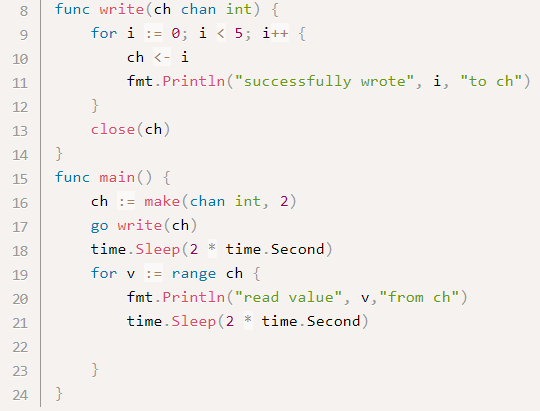 8 func write(ch chan int) {
9     for i := 0; i < 5; i++ {
10         ch <- i
11         fmt.Println("successfully wrote", i, "to ch")
12     }
13     close(ch)
14 }
15 func main() {
16     ch := make(chan int, 2)
17     go write(ch)
18     time.Sleep(2 * time.Second)
19     for v := range ch {
20         fmt.Println("read value", v,"from ch")
21         time.Sleep(2 * time.Second)
22
23     }
24 }